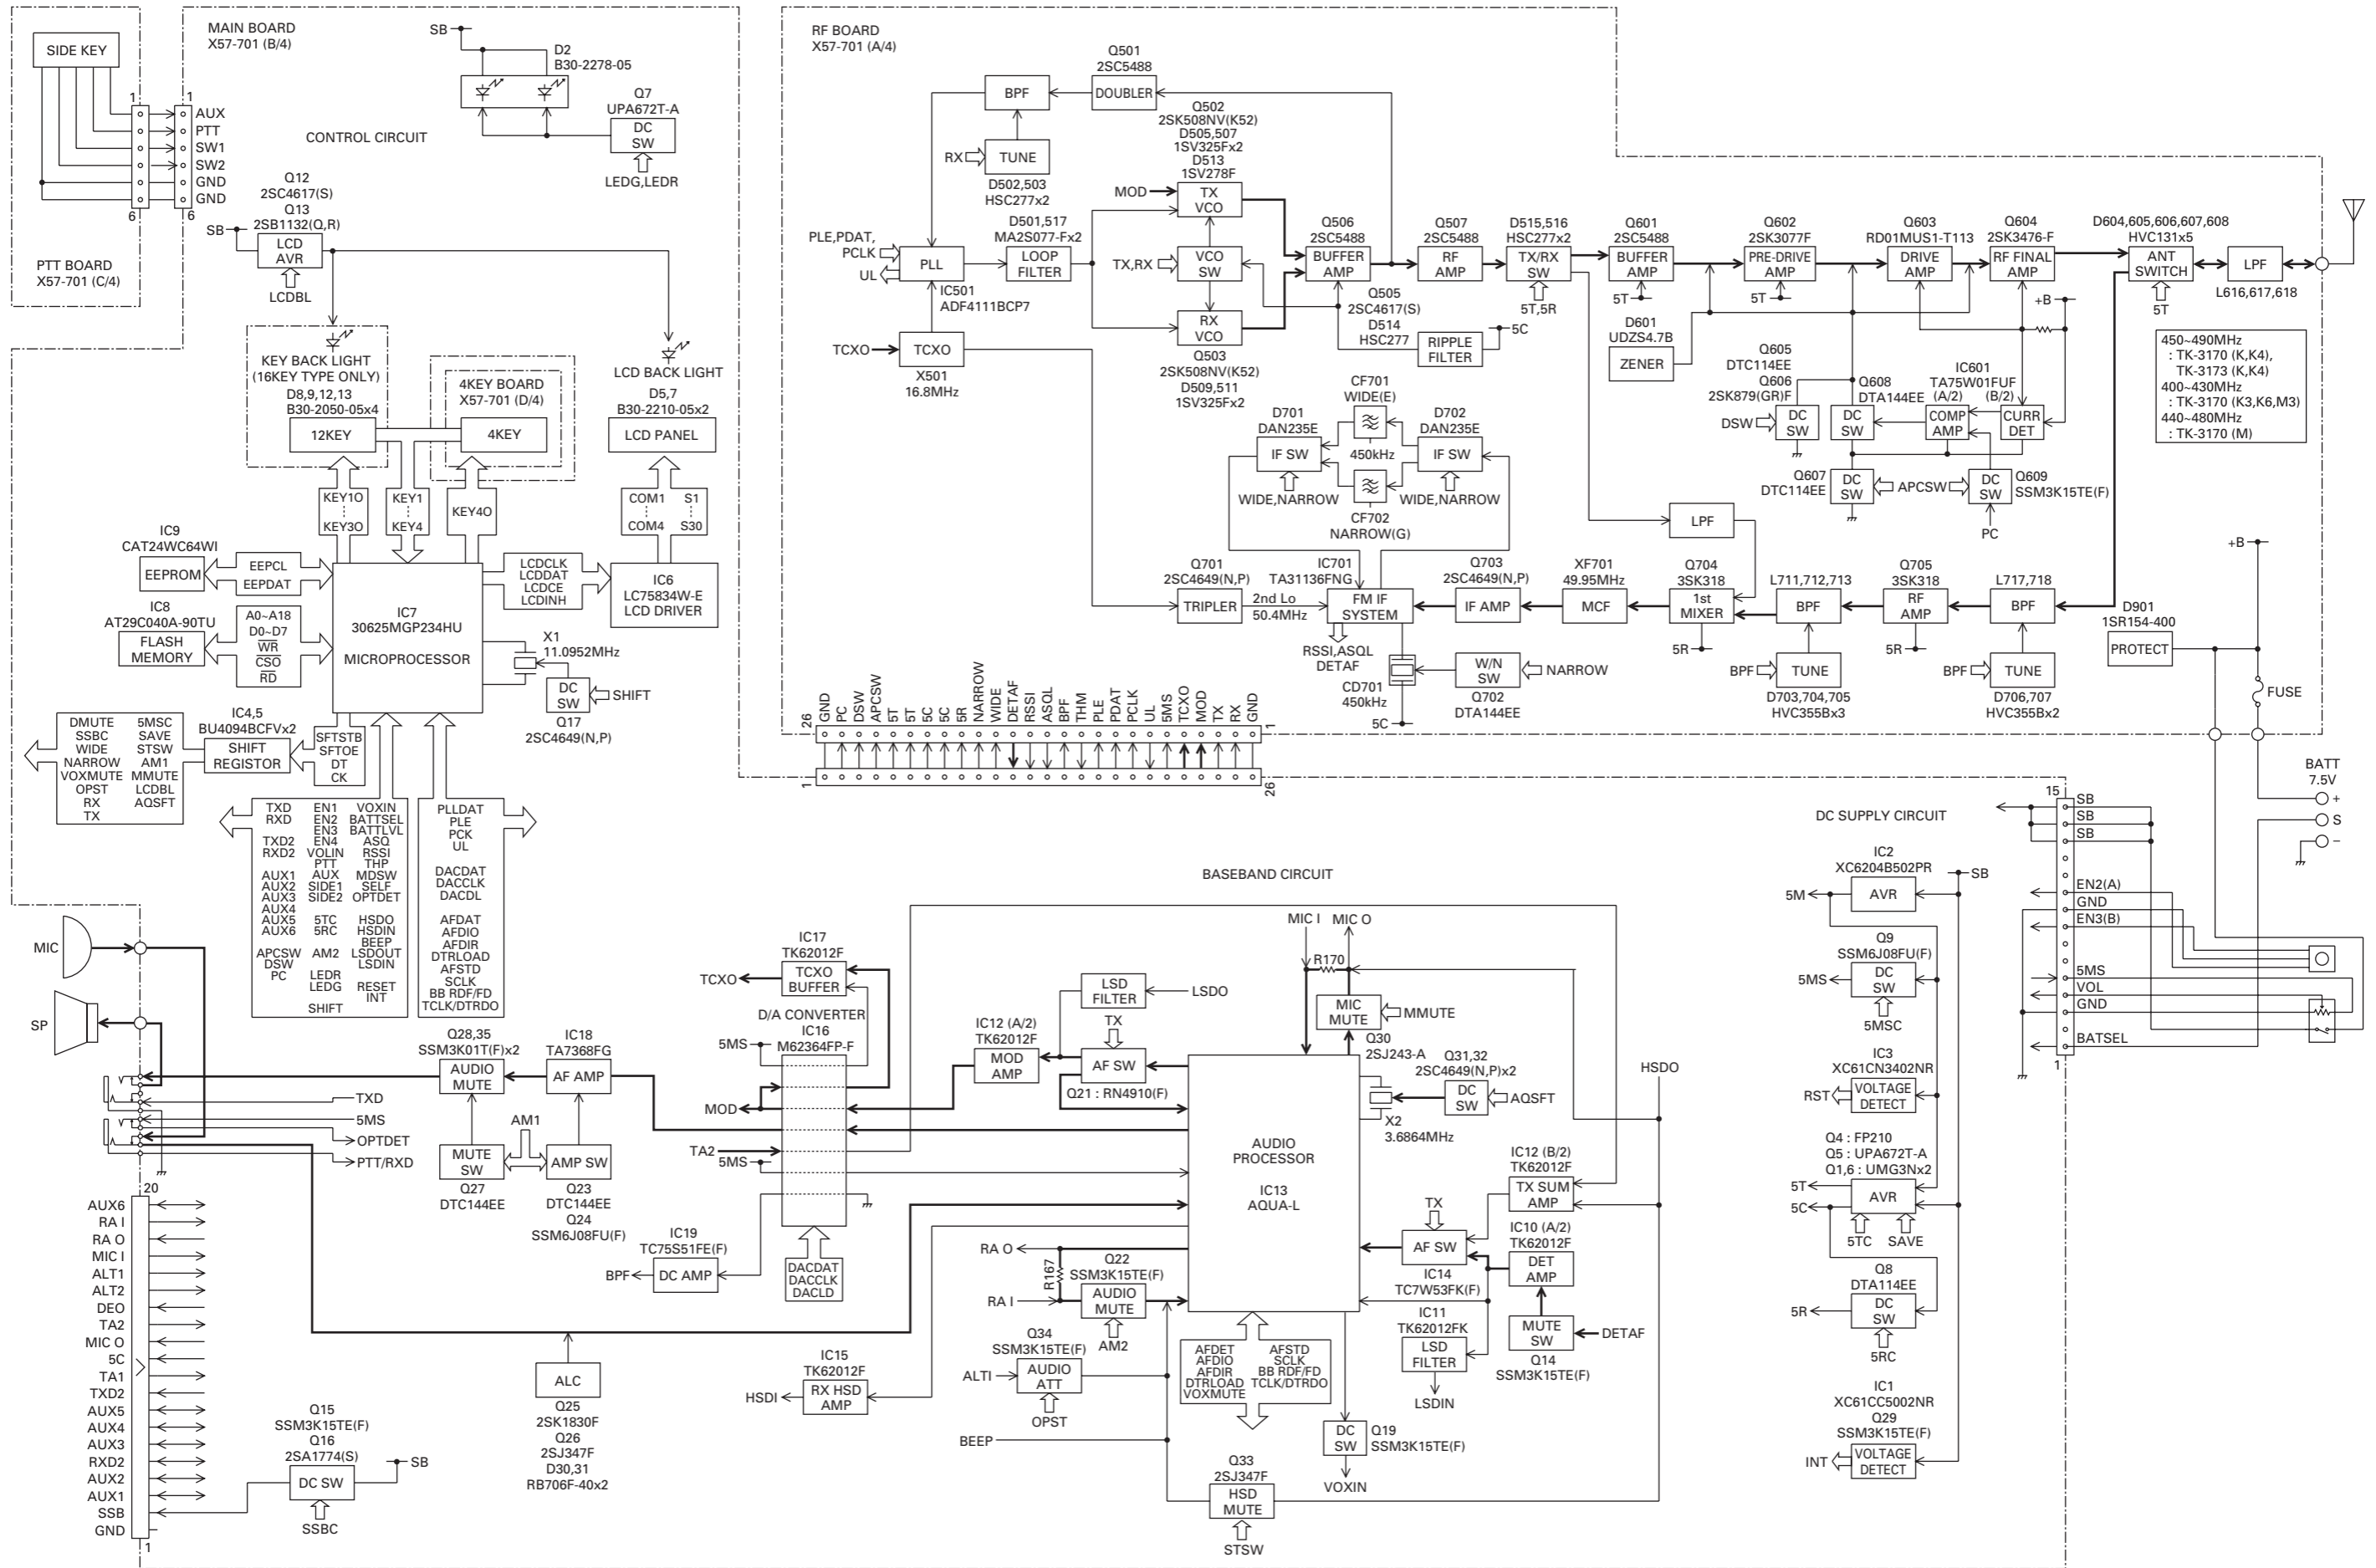 SIDE KEY
1
1
AUX
PTT
SW1
SW2
GND
GND
6
6
PTT BOARD
X57-701 (C/4)
MAIN BOARD
X57-701 (B/4)
CONTROL CIRCUIT
SB
D2
B30-2278-05
Q7
UPA672T-A
DC
SW
LEDG,LEDR
Q12
2SC4617(S)
Q13
2SB1132(Q,R)
SB
LCD
AVR
LCDBL
KEY BACK LIGHT
(16KEY TYPE ONLY)
D8,9,12,13
B30-2050-05x4
12KEY
4KEY BOARD
X57-701 (D/4)
4KEY
LCD BACK LIGHT
D5,7
B30-2210-05x2
LCD PANEL
KEY1O
KEY3O
KEY1
KEY4
KEY4O
COM1
S1
COM4
S30
IC9
CAT24WC64WI
EEPROM
EEPCL
EEPDAT
IC8
AT29C040A-90TU
FLASH
MEMORY
A0~A18
D0~D7
WR
CSO
RD
IC7
30625MGP234HU
MICROPROCESSOR
LCDCLK
LCDDAT
LCDCE
LCDINH
IC6
LC75834W-E
LCD DRIVER
X1
11.0952MHz
DC
SW
SHIFT
Q17
2SC4649(N,P)
IC4,5
BU4094BCFVx2
SHIFT
REGISTOR
SFTSTB
SFTOE
DT
CK
DMUTE 5MSC
SSBC SAVE
WIDE STSW
NARROW AM1
VOXMUTE MMUTE
OPST LCDBL
RX AQSFT
TX
TXD EN1 VOXIN
RXD EN2 BATTSEL
EN3 BATTLVL
TXD2 EN4 ASQ
RXD2 VOLIN RSSI
PTT THP
AUX1 AUX MDSW
AUX2 SIDE1 SELF
AUX3 SIDE2 OPTDET
AUX4
AUX5 5TC HSDO
AUX6 5RC HSDIN
BEEP
APCSW AM2 LSDOUT
DSW LSDIN
PC LEDR
LEDG RESET
INT
SHIFT
PLLDAT
PLE
PCK
UL
DACDAT
DACCLK
DACDL
AFDAT
AFDIO
AFDIR
DTRLOAD
AFSTD
SCLK
BB RDF/FD
TCLK/DTRDO
RF BOARD
X57-701 (A/4)
Q501
2SC5488
BPF
DOUBLER
RX
TUNE
D502,503
HSC277x2
Q502
2SK508NV(K52)
D505,507
1SV325Fx2
D513
1SV278F
MOD
TX
VCO
PLE,PDAT,
PCLK
UL
PLL
IC501
ADF4111BCP7
D501,517
MA2S077-Fx2
LOOP
FILTER
TX,RX
VCO
SW
RX
VCO
Q503
2SK508NV(K52)
D509,511
1SV325Fx2
TCXO
TCXO
X501
16.8MHz
Q506
2SC5488
BUFFER
AMP
Q505
2SC4617(S)
D514
HSC277
RIPPLE
FILTER
5C
Q507
2SC5488
RF
AMP
D515,516
HSC277x2
TX/RX
SW
5T,5R
Q601
2SC5488
BUFFER
AMP
5T
Q602
2SK3077F
PRE-DRIVE
AMP
5T
Q603
RD01MUS1-T113
DRIVE
AMP
Q604
2SK3476-F
RF FINAL
AMP
D604,605,606,607,608
HVC131x5
ANT
SWITCH
5T
LPF
L616,617,618
+B
D601
UDZS4.7B
ZENER
Q605
DTC114EE
Q606
2SK879(GR)F
DSW
DC
SW
Q608
DTA144EE
DC
SW
IC601
TA75W01FUF
(A/2)
(B/2)
COMP
AMP
CURR
DET
Q607
DTC114EE
DC
SW
APCSW
DC
SW
Q609
SSM3K15TE(F)
PC
450~490MHz
: TK-3170 (K,K4),
TK-3173 (K,K4)
400~430MHz
: TK-3170 (K3,K6,M3)
440~480MHz
: TK-3170 (M)
CF701
WIDE(E)
450kHz
D701
DAN235E
IF SW
D702
DAN235E
IF SW
WIDE,NARROW
WIDE,NARROW
CF702
NARROW(G)
LPF
Q701
2SC4649(N,P)
TRIPLER
2nd Lo
50.4MHz
IC701
TA31136FNG
FM IF
SYSTEM
RSSI,ASQL
DETAF
Q703
2SC4649(N,P)
IF AMP
XF701
49.95MHz
MCF
Q704
3SK318
1st
MIXER
5R
L711,712,713
BPF
BPF
TUNE
D703,704,705
HVC355Bx3
Q705
3SK318
RF
AMP
5R
L717,718
BPF
BPF
TUNE
D706,707
HVC355Bx2
+B
D901
1SR154-400
PROTECT
FUSE
CD701
450kHz
W/N
SW
NARROW
Q702
DTA144EE
5C
26
GND
PC
DSW
APCSW
5T
5T
5C
5C
5R
NARROW
WIDE
DETAF
RSSI
ASQL
BPF
THM
PLE
PDAT
PCLK
UL
5MS
TCXO
MOD
TX
RX
GND
1
1
26
BATT
7.5V
+
S
–
MIC
SP
TXD
5MS
OPTDET
PTT/RXD
20
AUX6
RA I
RA O
MIC I
ALT1
ALT2
DEO
TA2
MIC O
5C
TA1
TXD2
AUX5
AUX4
AUX3
RXD2
AUX2
AUX1
SSB
GND
1
Q15
SSM3K15TE(F)
Q16
2SA1774(S)
DC SW
SB
SSBC
Q28,35
SSM3K01T(F)x2
AUDIO
MUTE
IC18
TA7368FG
AF AMP
AM1
MUTE
SW
Q27
DTC144EE
AMP SW
Q23
DTC144EE
Q24
SSM6J08FU(F)
ALC
Q25
2SK1830F
Q26
2SJ347F
D30,31
RB706F-40x2
BASEBAND CIRCUIT
IC17
TK62012F
TCXO
TCXO
BUFFER
D/A CONVERTER
IC16
M62364FP-F
5MS
MOD
TA2
5MS
DACDAT
DACCLK
DACLD
IC19
TC75S51FE(F)
BPF
DC AMP
LSD
FILTER
LSDO
TX
IC12 (A/2)
TK62012F
MOD
AMP
AF SW
Q21 : RN4910(F)
MIC I
MIC O
R170
MIC
MUTE
MMUTE
Q30
2SJ243-A
Q31,32
2SC4649(N,P)x2
DC
SW
AQSFT
X2
3.6864MHz
HSDO
AUDIO
PROCESSOR
IC13
AQUA-L
IC12 (B/2)
TK62012F
TX SUM
AMP
TX
AF SW
IC14
TC7W53FK(F)
IC10 (A/2)
TK62012F
DET
AMP
MUTE
SW
DETAF
Q14
SSM3K15TE(F)
IC11
TK62012FK
LSD
FILTER
LSDIN
RA O
R167
RA I
Q22
SSM3K15TE(F)
AUDIO
MUTE
AM2
Q34
SSM3K15TE(F)
ALTI
AUDIO
ATT
OPST
IC15
TK62012F
HSDI
RX HSD
AMP
BEEP
AFDET AFSTD
AFDIO SCLK
AFDIR BB RDF/FD
DTRLOAD TCLK/DTRDO
VOXMUTE
DC
SW
Q19
SSM3K15TE(F)
VOXIN
Q33
2SJ347F
HSD
MUTE
STSW
DC SUPPLY CIRCUIT
IC2
XC6204B502PR
5M
AVR
SB
Q9
SSM6J08FU(F)
5MS
DC
SW
5MSC
IC3
XC61CN3402NR
RST
VOLTAGE
DETECT
Q4 : FP210
Q5 : UPA672T-A
Q1,6 : UMG3Nx2
5T
5C
AVR
5TC
SAVE
Q8
DTA114EE
5R
DC
SW
5RC
IC1
XC61CC5002NR
Q29
SSM3K15TE(F)
INT
VOLTAGE
DETECT
15
SB
SB
SB
EN2(A)
GND
EN3(B)
5MS
VOL
GND
BATSEL
1